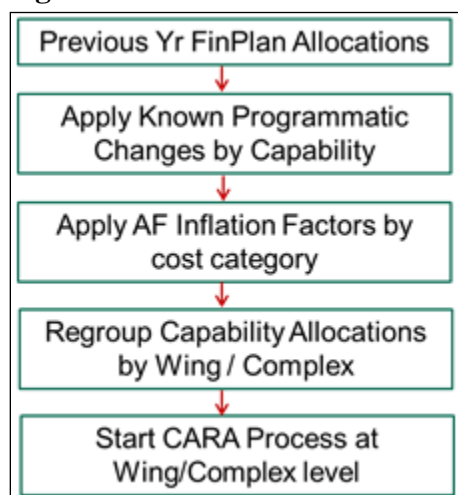 Previous Yr FinPlan Allocations
Apply Known Programmatic
Changes by Capability
Apply AF Inflation Factors by
cost category
Regroup Capability Allocations
by Wing / Complex
Start CARA Process at
Wing/Complex level